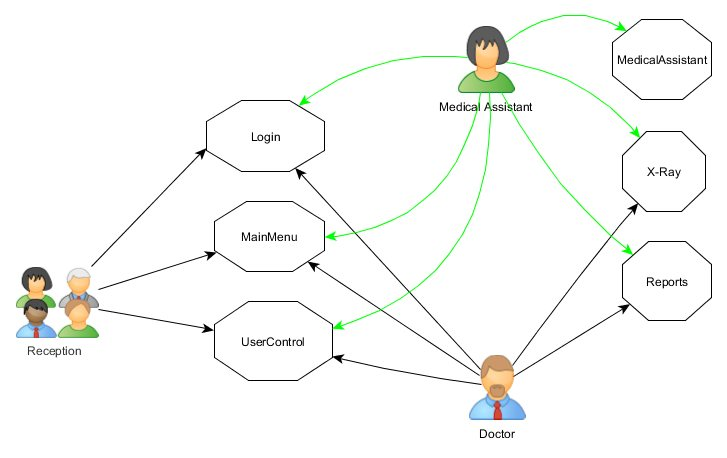 MedicalAssistant
Medical Assistant
Login
X-Ray
MainMenu
Reports
UserControl
Reception
Doctor